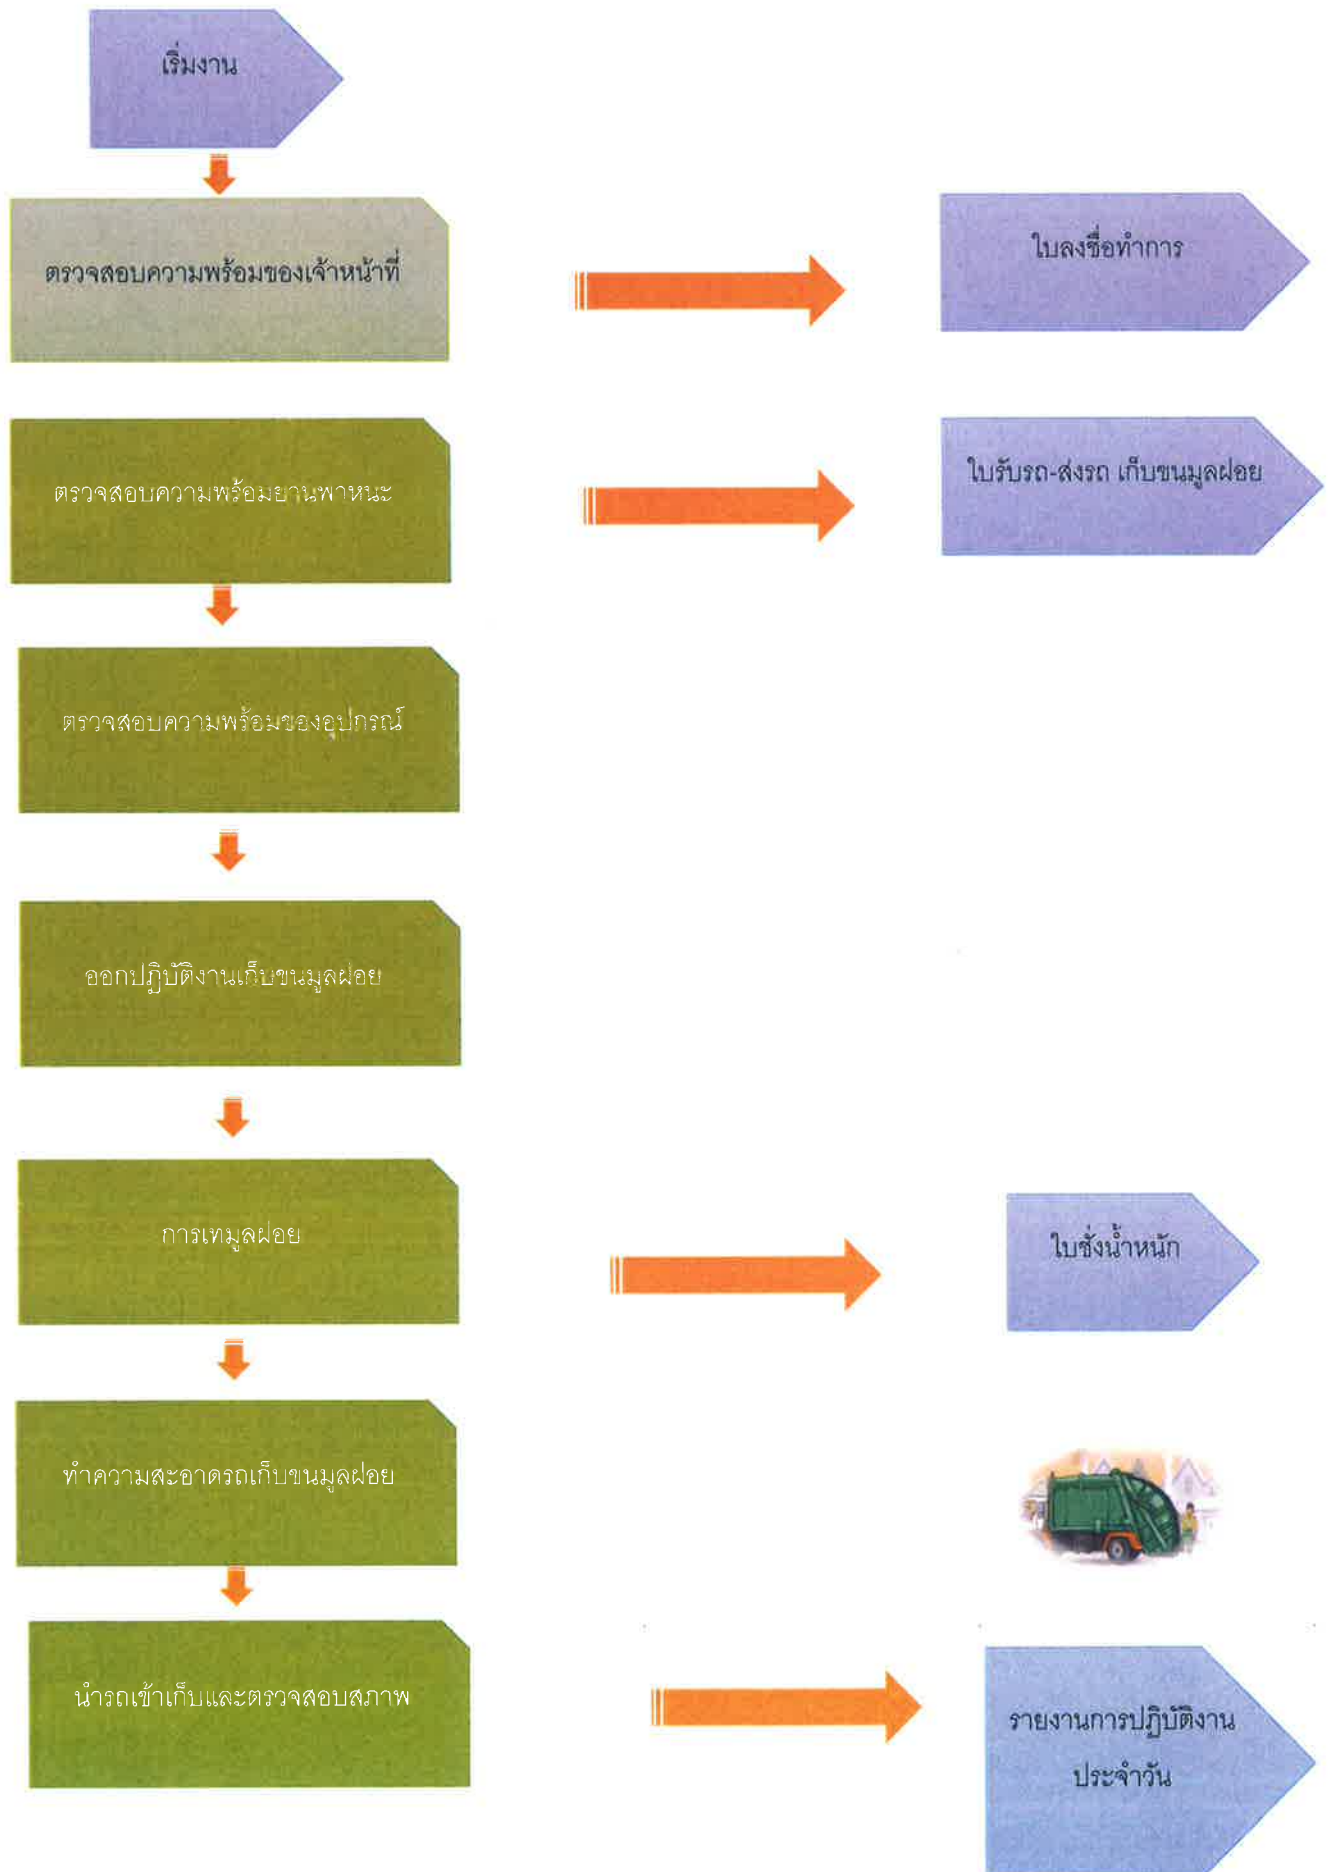 เริ่มงาน
ตรวจสอบความพร้อมของเจ้าหน้าที่
ใบลงชื่อทำการ
ตรวจสอบความพร้อมยานพาหนะ
ใบรับรถ-ส่งรถ เก็บขนมูลฝอย
ตรวจสอบความพร้อมของอุปกรณ์
ออกปฏิบัติงานเก็บขนมูลฝอย
การเทมูลฝอย
ใบชั่งน้ำหนัก
ทำความสะอาดรถเก็บขนมูลฝอย
นำรถเข้าเก็บและตรวจสอบสภาพ
รายงานการปฏิบัติงาน
ประจำวัน